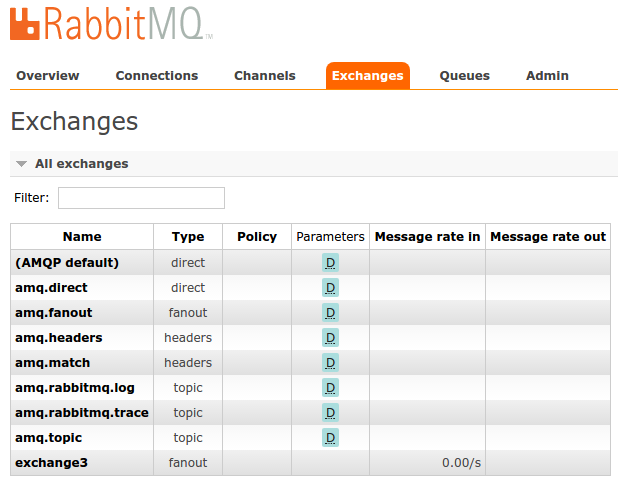 RabbitMQ™
Overview Connections Channels Exchanges Queues Admin
Exchanges
All exchanges
Filter:
Name Type Policy Parameters Message rate in Message rate out
(AMQP default) direct D
amq.direct direct D
amq.fanout fanout D
amq.headers headers D
amq.match headers D
amq.rabbitmq.log topic D
amq.rabbitmq.trace topic D
amq.topic topic D
exchange3 fanout 0.00/s